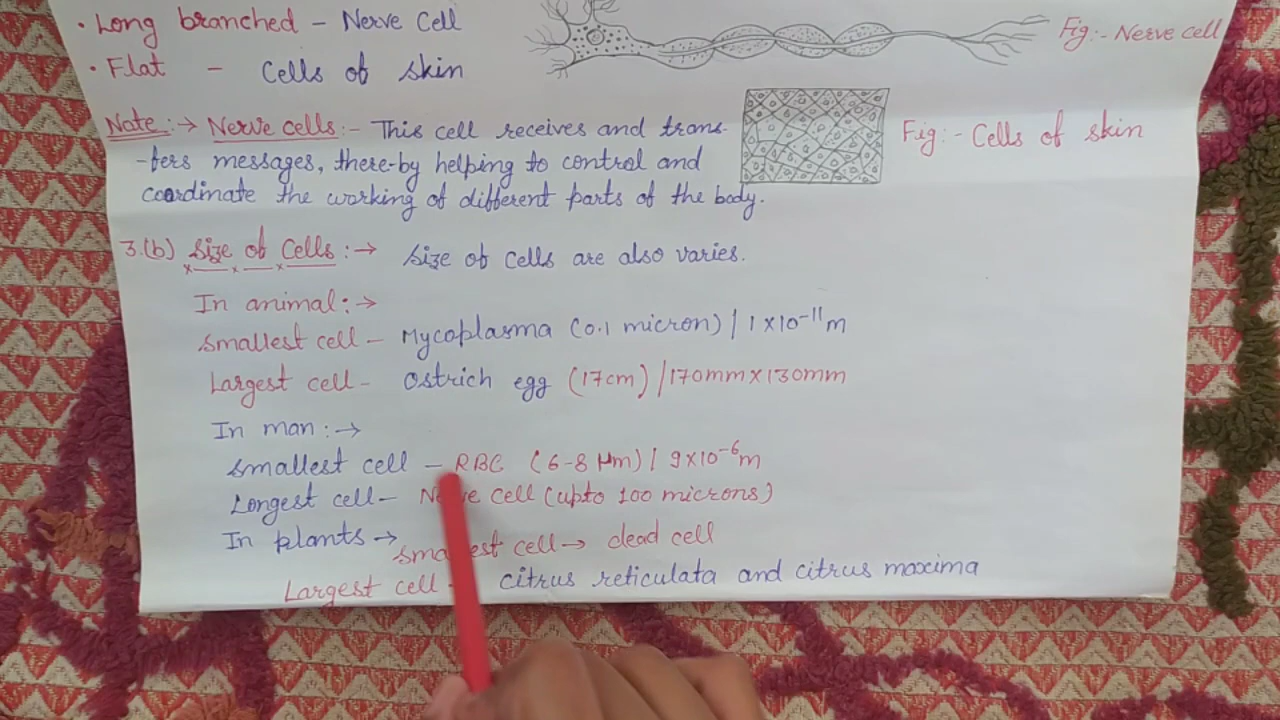 • Long branched – Nerve Cell
Fig:- Nerve cell
• Flat – Cells of skin
Note:→ Nerve cells:- This cell receives and trans-
-fers messages, there-by helping to control and
coordinate the working of different parts of the body.
Fig:- Cells of skin
3.(b) Size of Cells:→ Size of cells are also varies.
In animal:→
Smallest cell – Mycoplasma (0.1 micron) / 1×10⁻¹¹m
Largest cell – Ostrich egg (17cm) / 170mm×130mm
In man:→
Smallest cell – RBC (6-8 µm) / 9×10⁻⁶m
Longest cell – Nerve cell (upto 100 microns)
In plants → Smallest cell → dead cell
Largest cell – citrus reticulata and citrus maxima